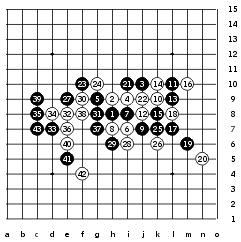 15
14
13
12
11
23 24 21 3 14 11 16 10
39 27 30 5 2 4 22 10 13 9
35 34 32 38 31 1 7 12 15 18 8
43 33 36 37 8 6 9 25 17 7
40 29 28 26 19 6
41 20 5
42 4
3
2
1
a b c d e f g h i j k l m n o